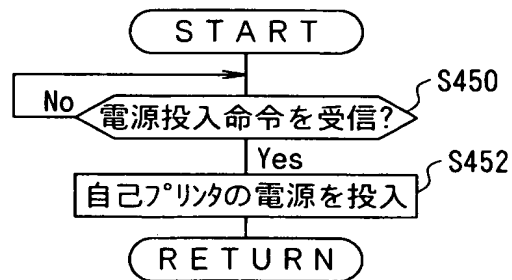 START
S450
No
電源投入命令を受信?
Yes
S452
自己プリンタの電源を投入
RETURN